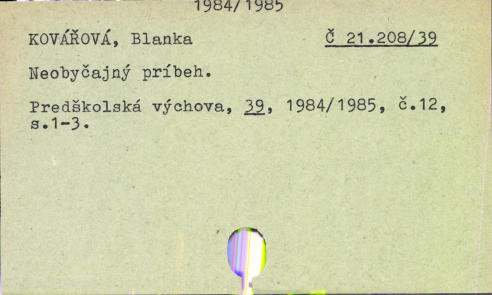 1984/1985
KOVÁŘOVÁ, Blanka Č 21.208/39
Neobyčajný príbeh.
Predškolská výchova, 39, 1984/1985, č.12,
s.1-3.